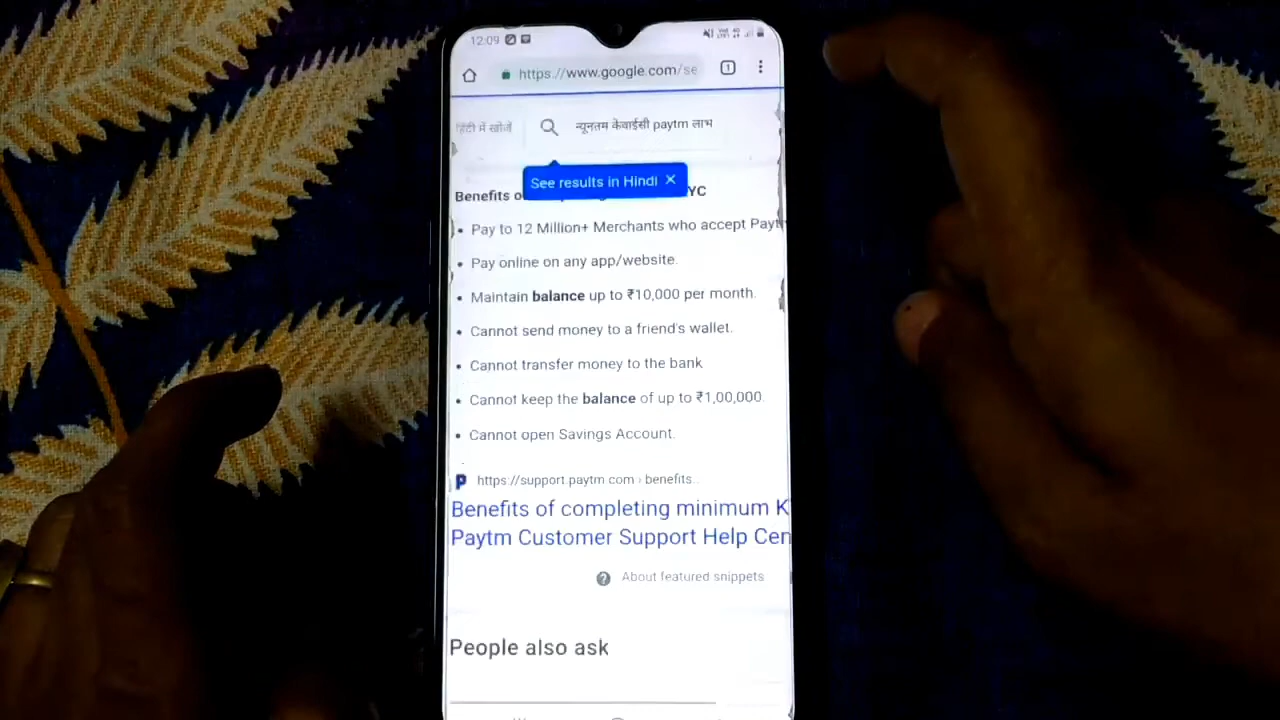 12:09
https://www.google.com/se
1
हिंदी में खोजें
न्यूनतम केवाईसी paytm लाभ
See results in Hindi ×
Benefits o YC
• Pay to 12 Million+ Merchants who accept Payt
• Pay online on any app/website.
• Maintain balance up to ₹10,000 per month.
• Cannot send money to a friend's wallet.
• Cannot transfer money to the bank
• Cannot keep the balance of up to ₹1,00,000
• Cannot open Savings Account.
P https://support.paytm.com › benefits...
Benefits of completing minimum K
Paytm Customer Support Help Cen
? About featured snippets
People also ask